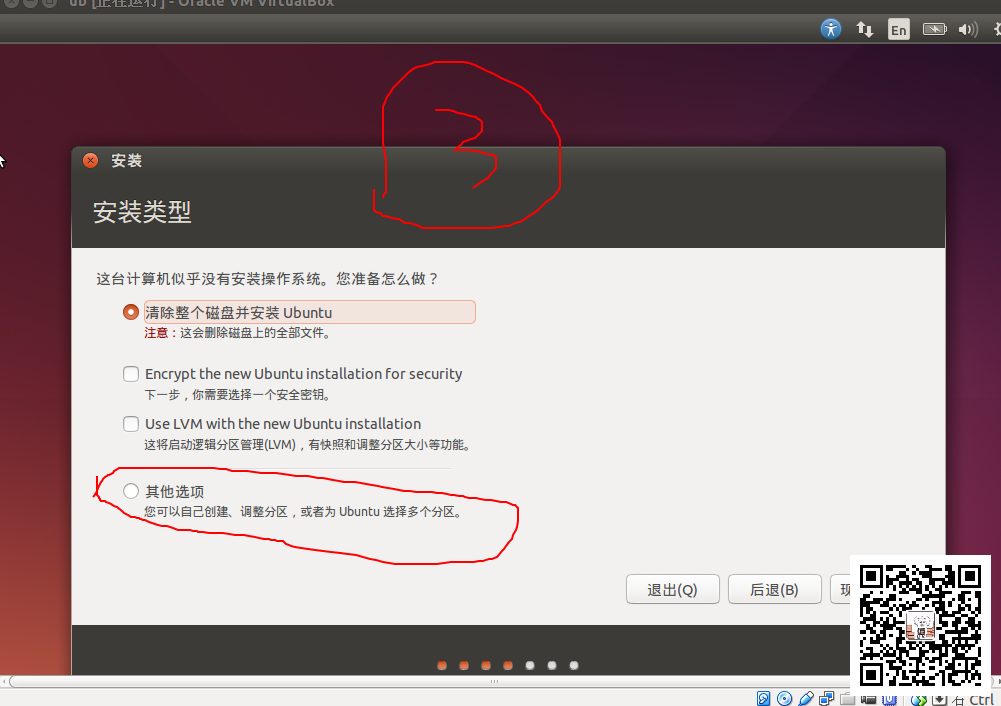 ub [正在运行] - Oracle VM VirtualBox
En
3
安装
安装类型
这台计算机似乎没有安装操作系统。您准备怎么做？
清除整个磁盘并安装 Ubuntu
注意：这会删除磁盘上的全部文件。
Encrypt the new Ubuntu installation for security
下一步，你需要选择一个安全密钥。
Use LVM with the new Ubuntu installation
这将启动逻辑分区管理(LVM)，有快照和调整分区大小等功能。
其他选项
您可以自己创建、调整分区，或者为 Ubuntu 选择多个分区。
退出(Q)
后退(B)
现
右 Ctrl